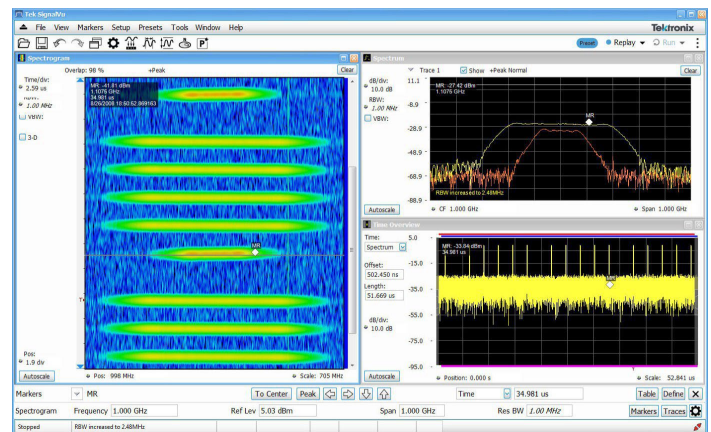 Tek SignalVu
File View Markers Setup Presets Tools Window Help
Tektronix
Preset Replay Run
Spectrogram
Overlap: 98 % +Peak Clear
Time/div:
2.59 us
1.00 MHz
VBW:
3-D
MR: -41.81 dBm
1.1076 GHz
34.981 us
8/26/2008 18:50:52.869163
MR
T
Pos:
1.9 div
Autoscale
Pos: 998 MHz Scale: 705 MHz
Spectrum
Trace 1 Show +Peak Normal Clear
dB/div:
10.0 dB
RBW:
1.00 MHz
VBW:
11.1
-8.9
-28.9
-48.9
-68.9
-88.9
MR: -27.42 dBm
1.1076 GHz
MR
RBW increased to 2.48MHz
Autoscale
CF 1.000 GHz Span 1.000 GHz
Time Overview
Time:
Spectrum
Offset:
502.450 ns
Length:
51.669 us
dB/div:
10.0 dB
5.0
-15.0
-35.0
-55.0
-75.0
-95.0
MR: -33.84 dBm
34.981 us
MR
Autoscale
Position: 0.000 s Scale: 52.841 us
Markers MR To Center Peak Time 34.981 us Table Define X
Spectrogram Frequency 1.000 GHz Ref Lev 5.03 dBm Span 1.000 GHz Res BW 1.00 MHz Markers Traces
Stopped RBW increased to 2.48MHz